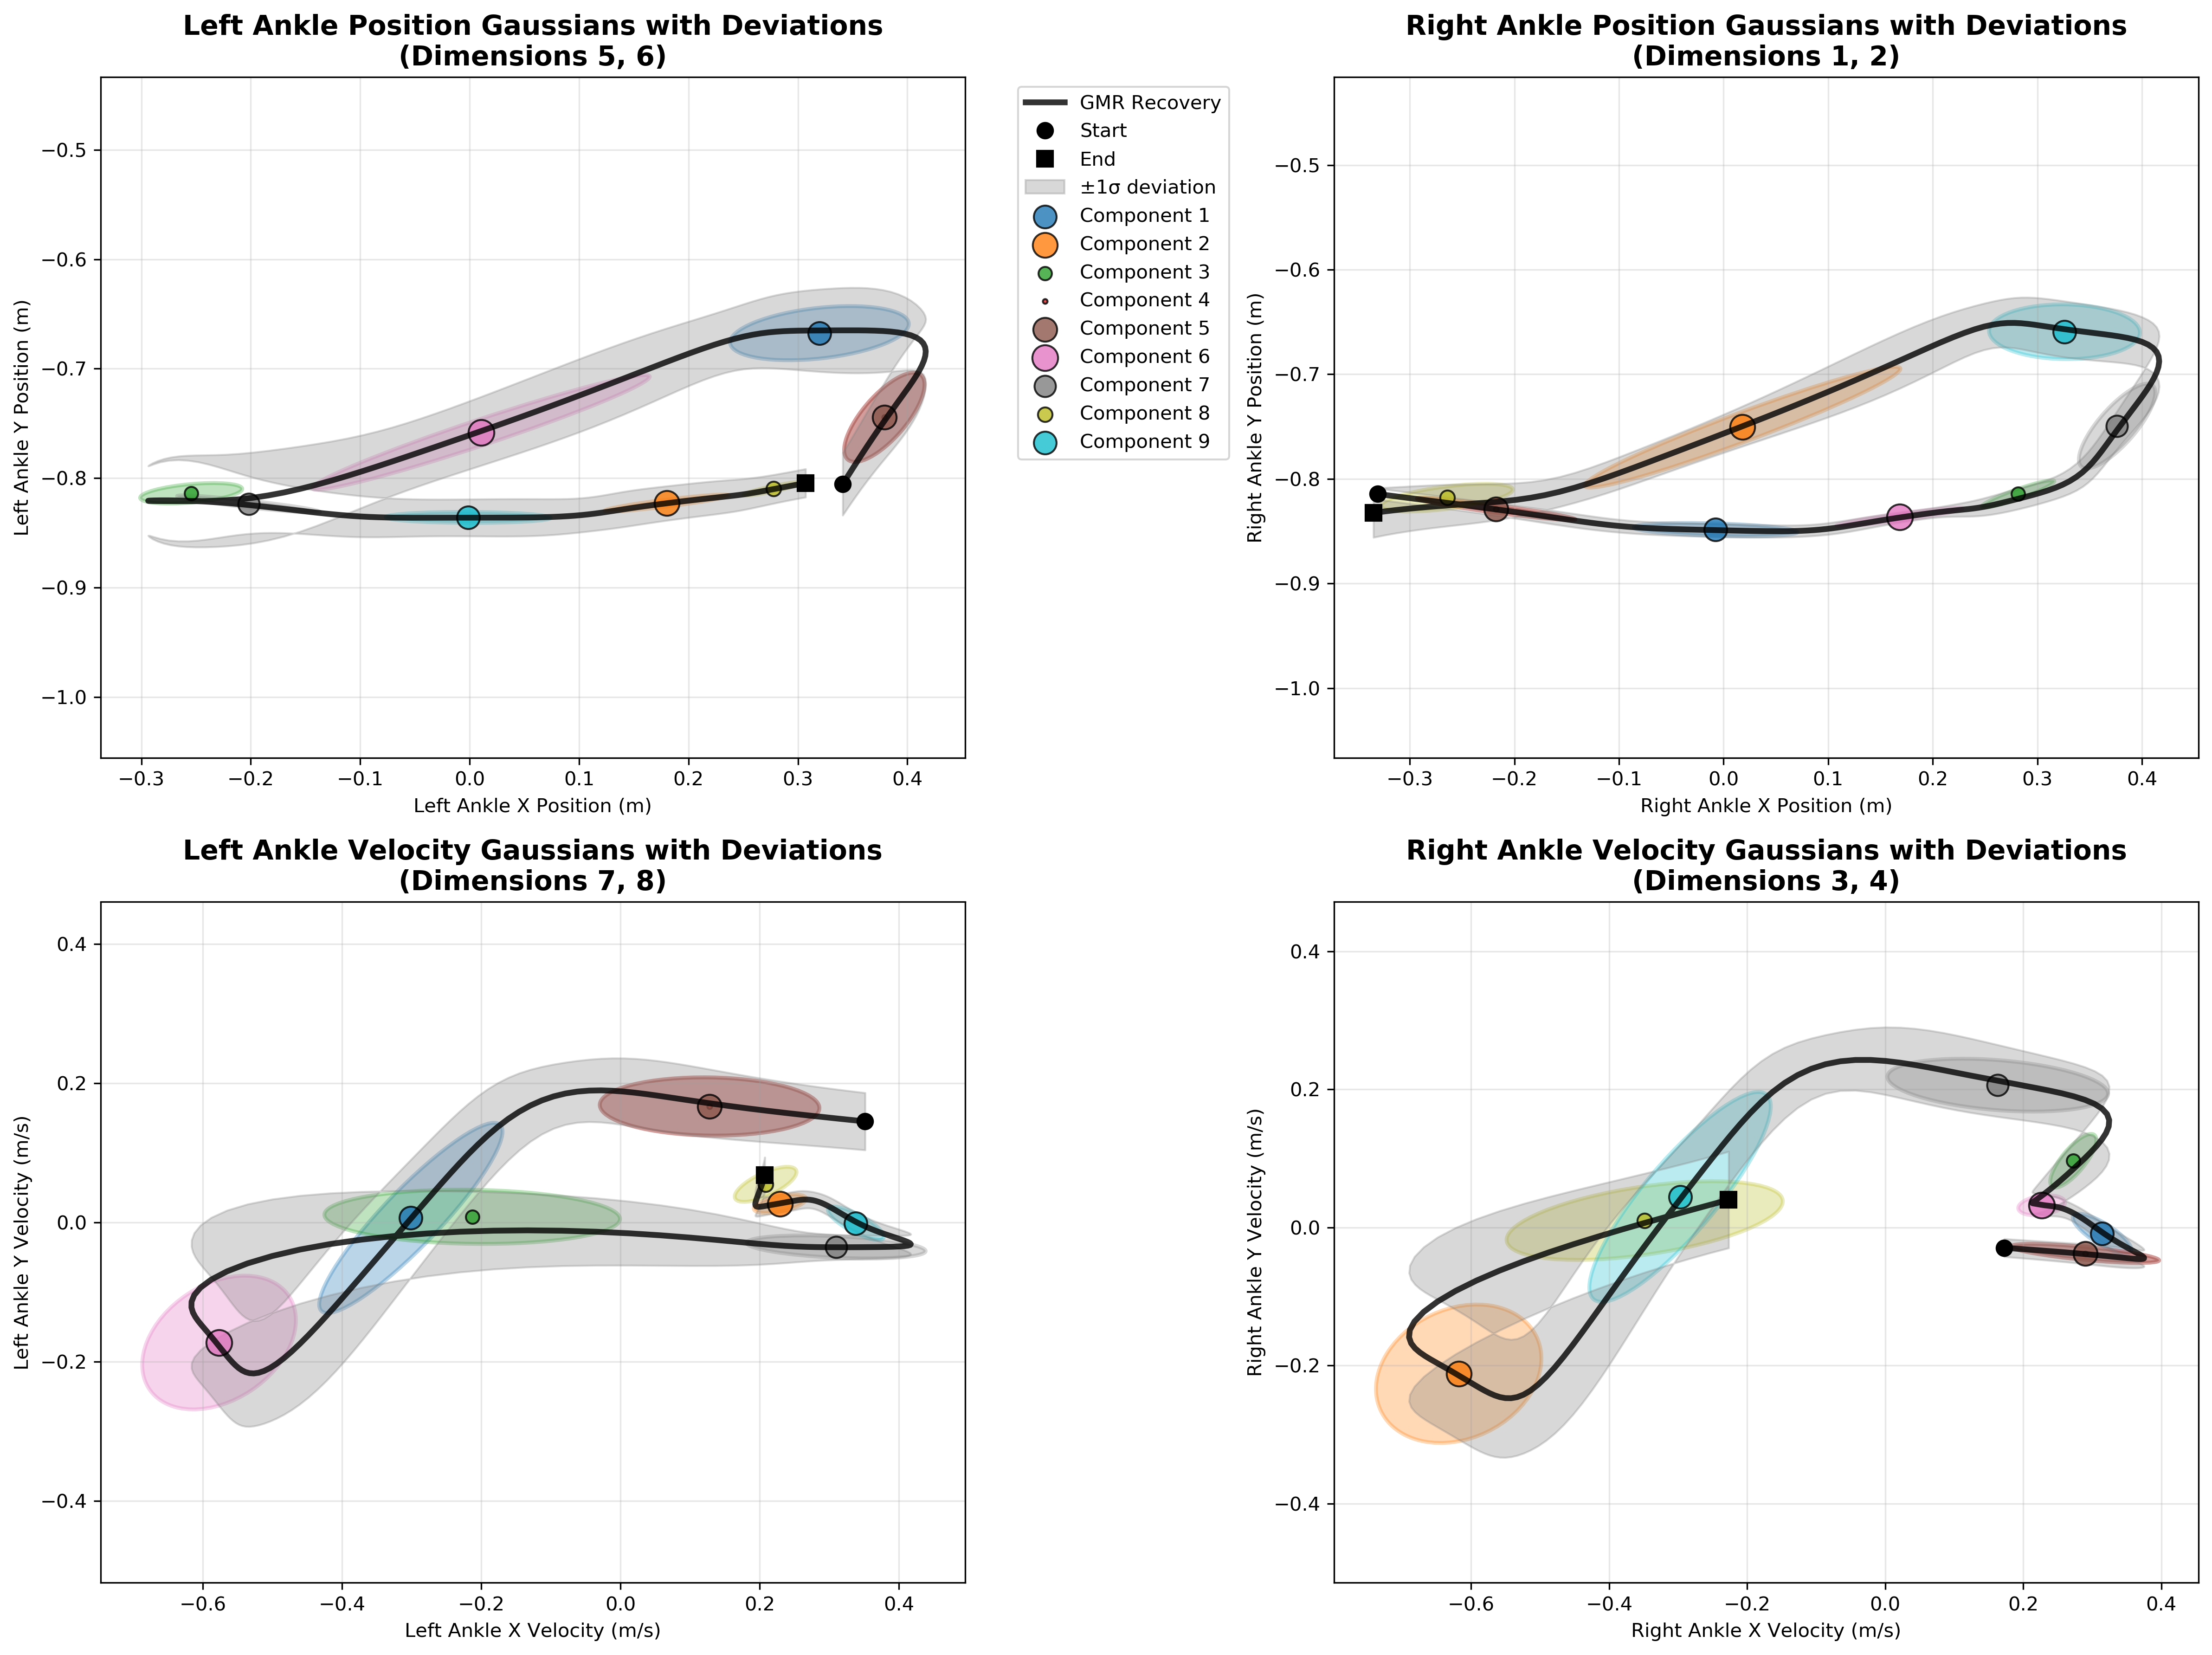 Left Ankle Position Gaussians with Deviations
(Dimensions 5, 6)
−0.5
−0.6
−0.7
−0.8
−0.9
−1.0
Left Ankle Y Position (m)
−0.3 −0.2 −0.1 0.0 0.1 0.2 0.3 0.4
Left Ankle X Position (m)
GMR Recovery
Start
End
±1σ deviation
Component 1
Component 2
Component 3
Component 4
Component 5
Component 6
Component 7
Component 8
Component 9
Right Ankle Position Gaussians with Deviations
(Dimensions 1, 2)
−0.5
−0.6
−0.7
−0.8
−0.9
−1.0
Right Ankle Y Position (m)
−0.3 −0.2 −0.1 0.0 0.1 0.2 0.3 0.4
Right Ankle X Position (m)
Left Ankle Velocity Gaussians with Deviations
(Dimensions 7, 8)
0.4
0.2
0.0
−0.2
−0.4
Left Ankle Y Velocity (m/s)
−0.6 −0.4 −0.2 0.0 0.2 0.4
Left Ankle X Velocity (m/s)
Right Ankle Velocity Gaussians with Deviations
(Dimensions 3, 4)
0.4
0.2
0.0
−0.2
−0.4
Right Ankle Y Velocity (m/s)
−0.6 −0.4 −0.2 0.0 0.2 0.4
Right Ankle X Velocity (m/s)